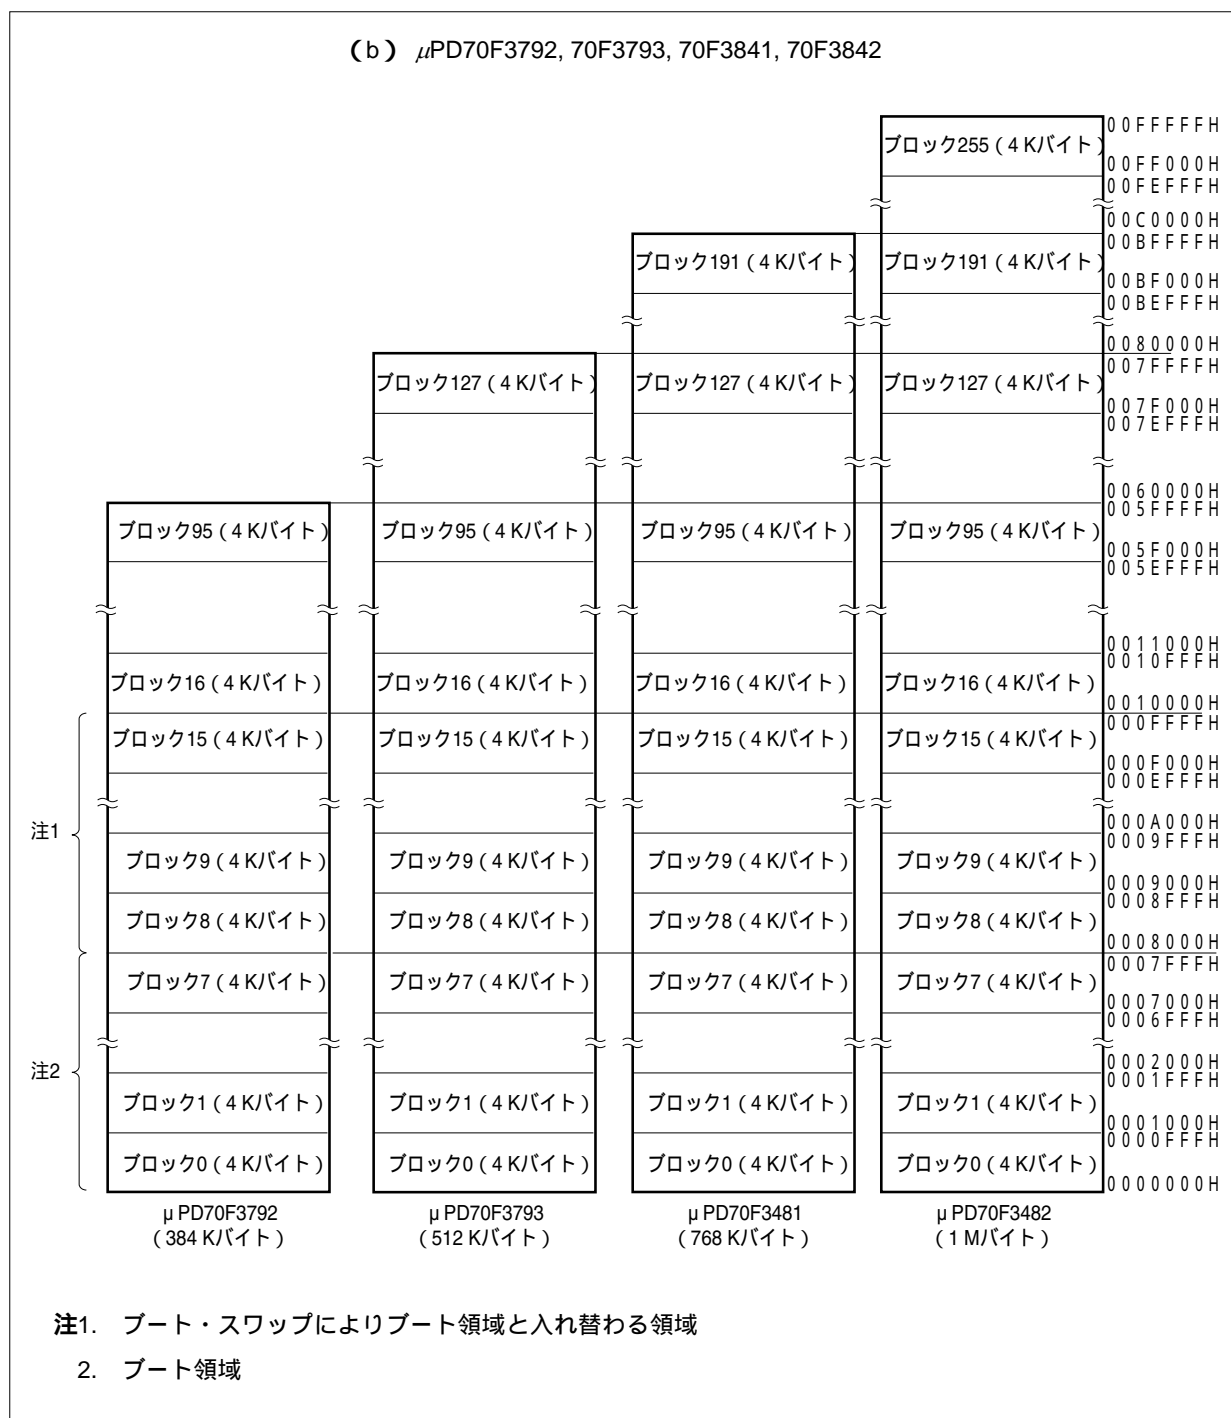 (b) μPD70F3792, 70F3793, 70F3841, 70F3842
00FFFFFH
ブロック255(4 Kバイト)
00FF000H
00FEFFFH
00C0000H
00BFFFFH
ブロック191(4 Kバイト) ブロック191(4 Kバイト)
00BF000H
00BEFFFH
0080000H
007FFFFH
ブロック127(4 Kバイト) ブロック127(4 Kバイト) ブロック127(4 Kバイト)
007F000H
007EFFFH
0060000H
005FFFFH
ブロック95(4 Kバイト) ブロック95(4 Kバイト) ブロック95(4 Kバイト) ブロック95(4 Kバイト)
005F000H
005EFFFH
0011000H
0010FFFH
ブロック16(4 Kバイト) ブロック16(4 Kバイト) ブロック16(4 Kバイト) ブロック16(4 Kバイト)
0010000H
000FFFFH
ブロック15(4 Kバイト) ブロック15(4 Kバイト) ブロック15(4 Kバイト) ブロック15(4 Kバイト)
000F000H
000EFFFH
注1
000A000H
0009FFFH
ブロック9(4 Kバイト) ブロック9(4 Kバイト) ブロック9(4 Kバイト) ブロック9(4 Kバイト)
0009000H
0008FFFH
ブロック8(4 Kバイト) ブロック8(4 Kバイト) ブロック8(4 Kバイト) ブロック8(4 Kバイト)
0008000H
0007FFFH
ブロック7(4 Kバイト) ブロック7(4 Kバイト) ブロック7(4 Kバイト) ブロック7(4 Kバイト)
0007000H
0006FFFH
注2
0002000H
0001FFFH
ブロック1(4 Kバイト) ブロック1(4 Kバイト) ブロック1(4 Kバイト) ブロック1(4 Kバイト)
0001000H
0000FFFH
ブロック0(4 Kバイト) ブロック0(4 Kバイト) ブロック0(4 Kバイト) ブロック0(4 Kバイト)
0000000H
μPD70F3792 μPD70F3793 μPD70F3481 μPD70F3482
(384 Kバイト) (512 Kバイト) (768 Kバイト) (1 Mバイト)
注1. ブート・スワップによりブート領域と入れ替わる領域
2. ブート領域